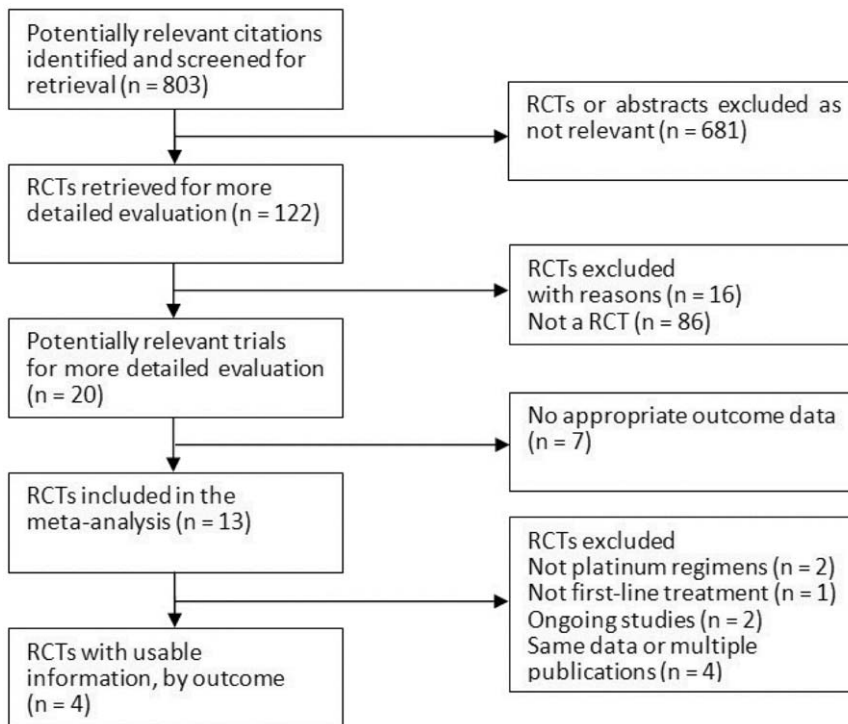 Potentially relevant citations
identified and screened for
retrieval (n = 803)
RCTs or abstracts excluded as
not relevant (n = 681)
RCTs retrieved for more
detailed evaluation (n = 122)
RCTs excluded
with reasons (n = 16)
Not a RCT (n = 86)
Potentially relevant trials
for more detailed evaluation
(n = 20)
No appropriate outcome data
(n = 7)
RCTs included in the
meta-analysis (n = 13)
RCTs excluded
Not platinum regimens (n = 2)
Not first-line treatment (n = 1)
Ongoing studies (n = 2)
Same data or multiple
publications (n = 4)
RCTs with usable
information, by outcome
(n = 4)